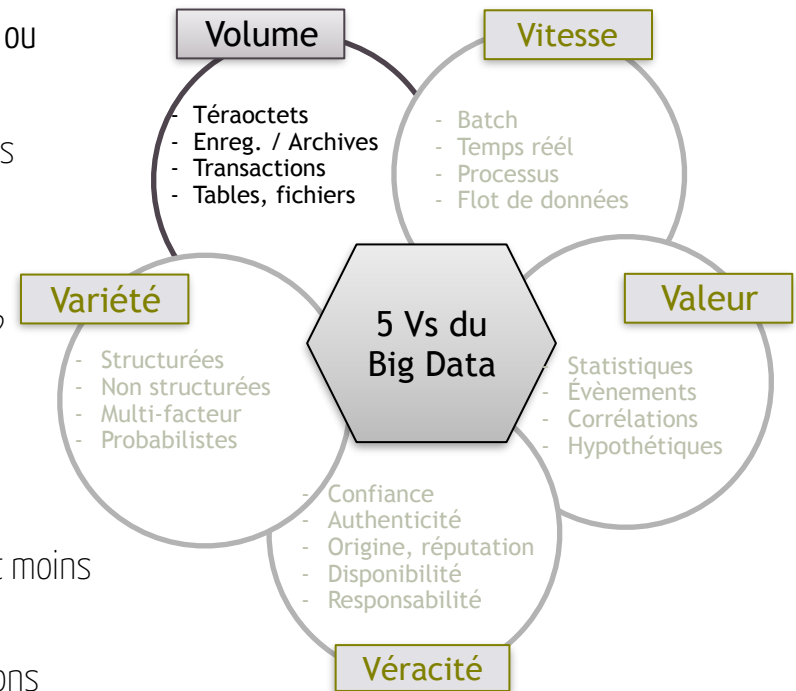 ou
s
moins
ons
Volume
- Téraoctets
- Enreg. / Archives
- Transactions
- Tables, fichiers
Vitesse
- Batch
- Temps réél
- Processus
- Flot de données
Variété
- Structurées
- Non structurées
- Multi-facteur
- Probabilistes
5 Vs du
Big Data
Valeur
- Statistiques
- Évènements
- Corrélations
- Hypothétiques
- Confiance
- Authenticité
- Origine, réputation
- Disponibilité
- Responsabilité
Véracité